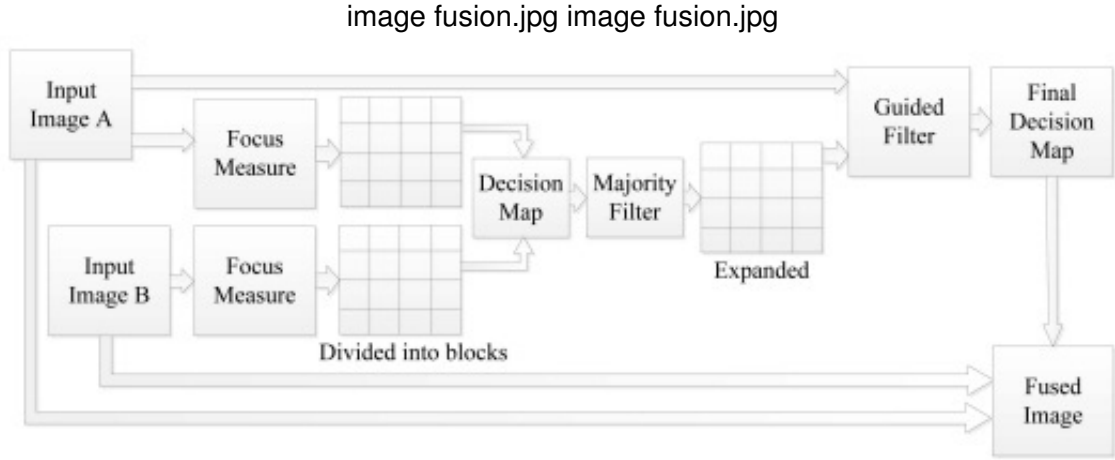 image fusion.jpg image fusion.jpg
Input
Image A
Focus
Measure
Guided
Filter
Final
Decision
Map
Decision
Map
Majority
Filter
Expanded
Input
Image B
Focus
Measure
Divided into blocks
Fused
Image